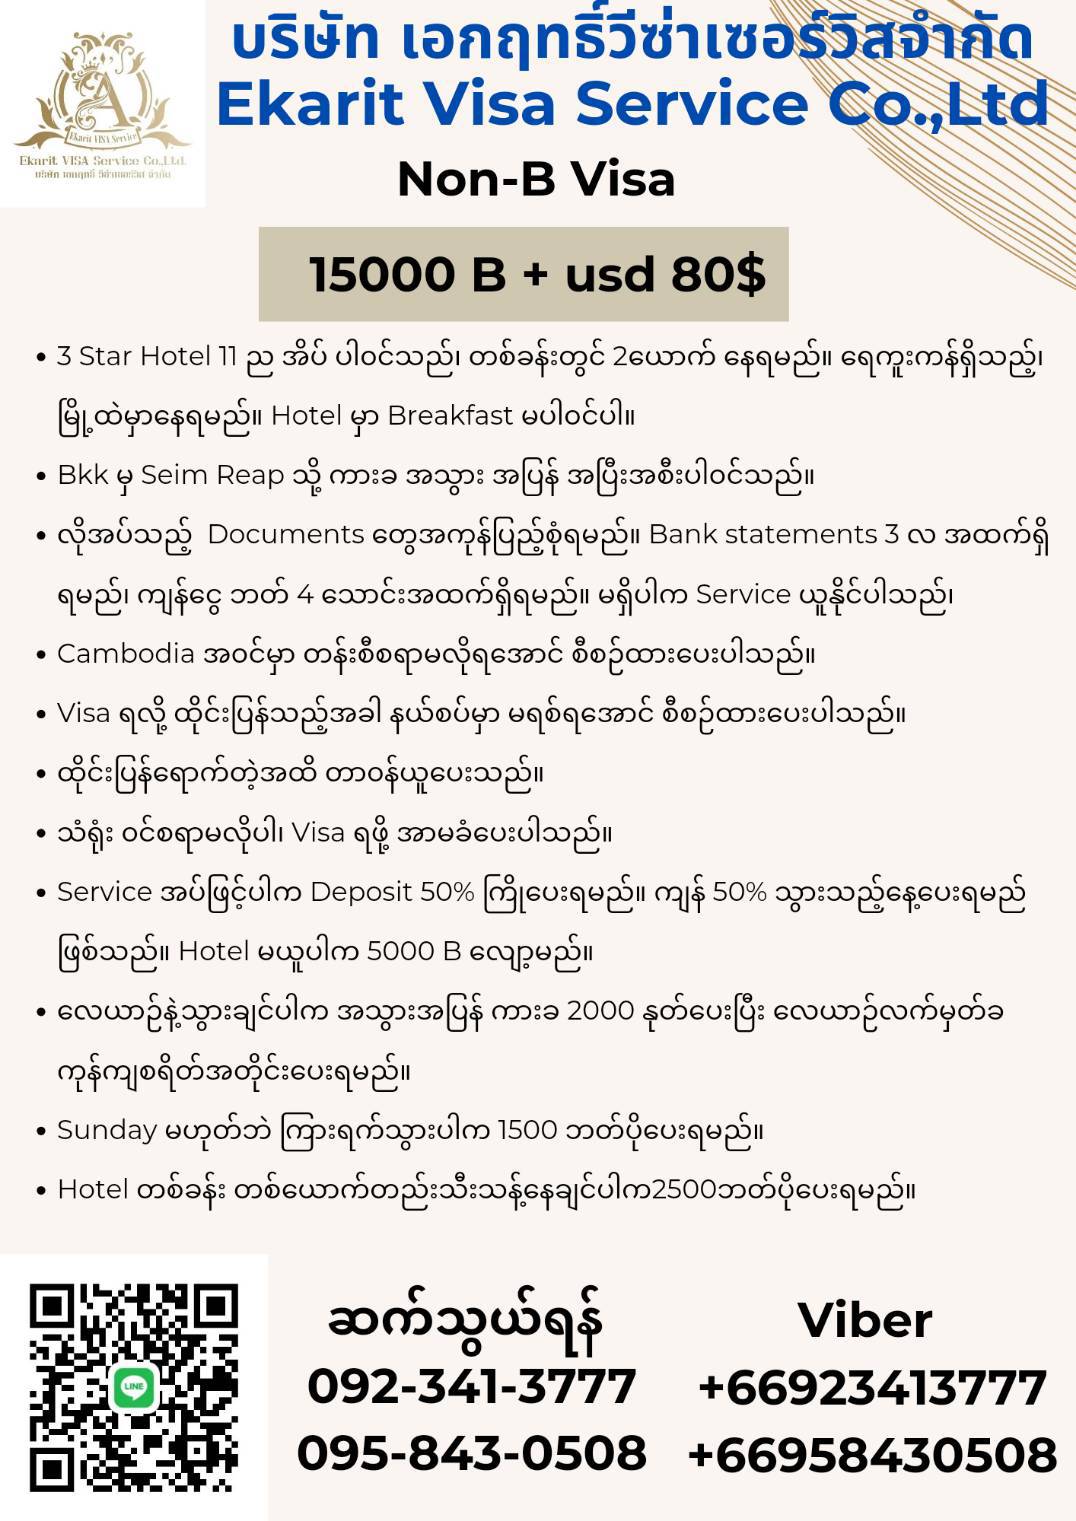 บริษัท เอกฤทธิ์วีซ่าเซอร์วิสจำกัด
Ekarit Visa Service Co.,Ltd
Ekarit VISA Service
Ekarit VISA Service Co.,Ltd.
บริษัท เอกฤทธิ์ วีซ่าเซอร์วิส จำกัด
Non-B Visa
15000 B + usd 80$
• 3 Star Hotel 11 ည အိပ် ပါဝင်သည်၊ တစ်ခန်းတွင် 2ယောက် နေရမည်။ ရေကူးကန်ရှိသည့်၊
မြို့ထဲမှာနေရမည်။ Hotel မှာ Breakfast မပါဝင်ပါ။
• Bkk မှ Seim Reap သို့ ကားခ အသွား အပြန် အပြီးအစီးပါဝင်သည်။
• လိုအပ်သည့် Documents တွေအကုန်ပြည့်စုံရမည်။ Bank statements 3 လ အထက်ရှိ
ရမည်၊ ကျန်ငွေ ဘတ် 4 သောင်းအထက်ရှိရမည်။ မရှိပါက Service ယူနိုင်ပါသည်၊
• Cambodia အဝင်မှာ တန်းစီစရာမလိုရအောင် စီစဉ်ထားပေးပါသည်။
• Visa ရလို့ ထိုင်းပြန်သည့်အခါ နယ်စပ်မှာ မရစ်ရအောင် စီစဉ်ထားပေးပါသည်။
• ထိုင်းပြန်ရောက်တဲ့အထိ တာဝန်ယူပေးသည်။
• သံရုံး ဝင်စရာမလိုပါ၊ Visa ရဖို့ အာမခံပေးပါသည်။
• Service အပ်ဖြင့်ပါက Deposit 50% ကြိုပေးရမည်။ ကျန် 50% သွားသည့်နေ့ပေးရမည်
ဖြစ်သည်။ Hotel မယူပါက 5000 B လျော့မည်။
• လေယာဉ်နဲ့သွားချင်ပါက အသွားအပြန် ကားခ 2000 နုတ်ပေးပြီး လေယာဉ်လက်မှတ်ခ
ကုန်ကျစရိတ်အတိုင်းပေးရမည်။
• Sunday မဟုတ်ဘဲ ကြားရက်သွားပါက 1500 ဘတ်ပိုပေးရမည်။
• Hotel တစ်ခန်း တစ်ယောက်တည်းသီးသန့်နေချင်ပါက2500ဘတ်ပိုပေးရမည်။
LINE
ဆက်သွယ်ရန်
092-341-3777
095-843-0508
Viber
+66923413777
+66958430508